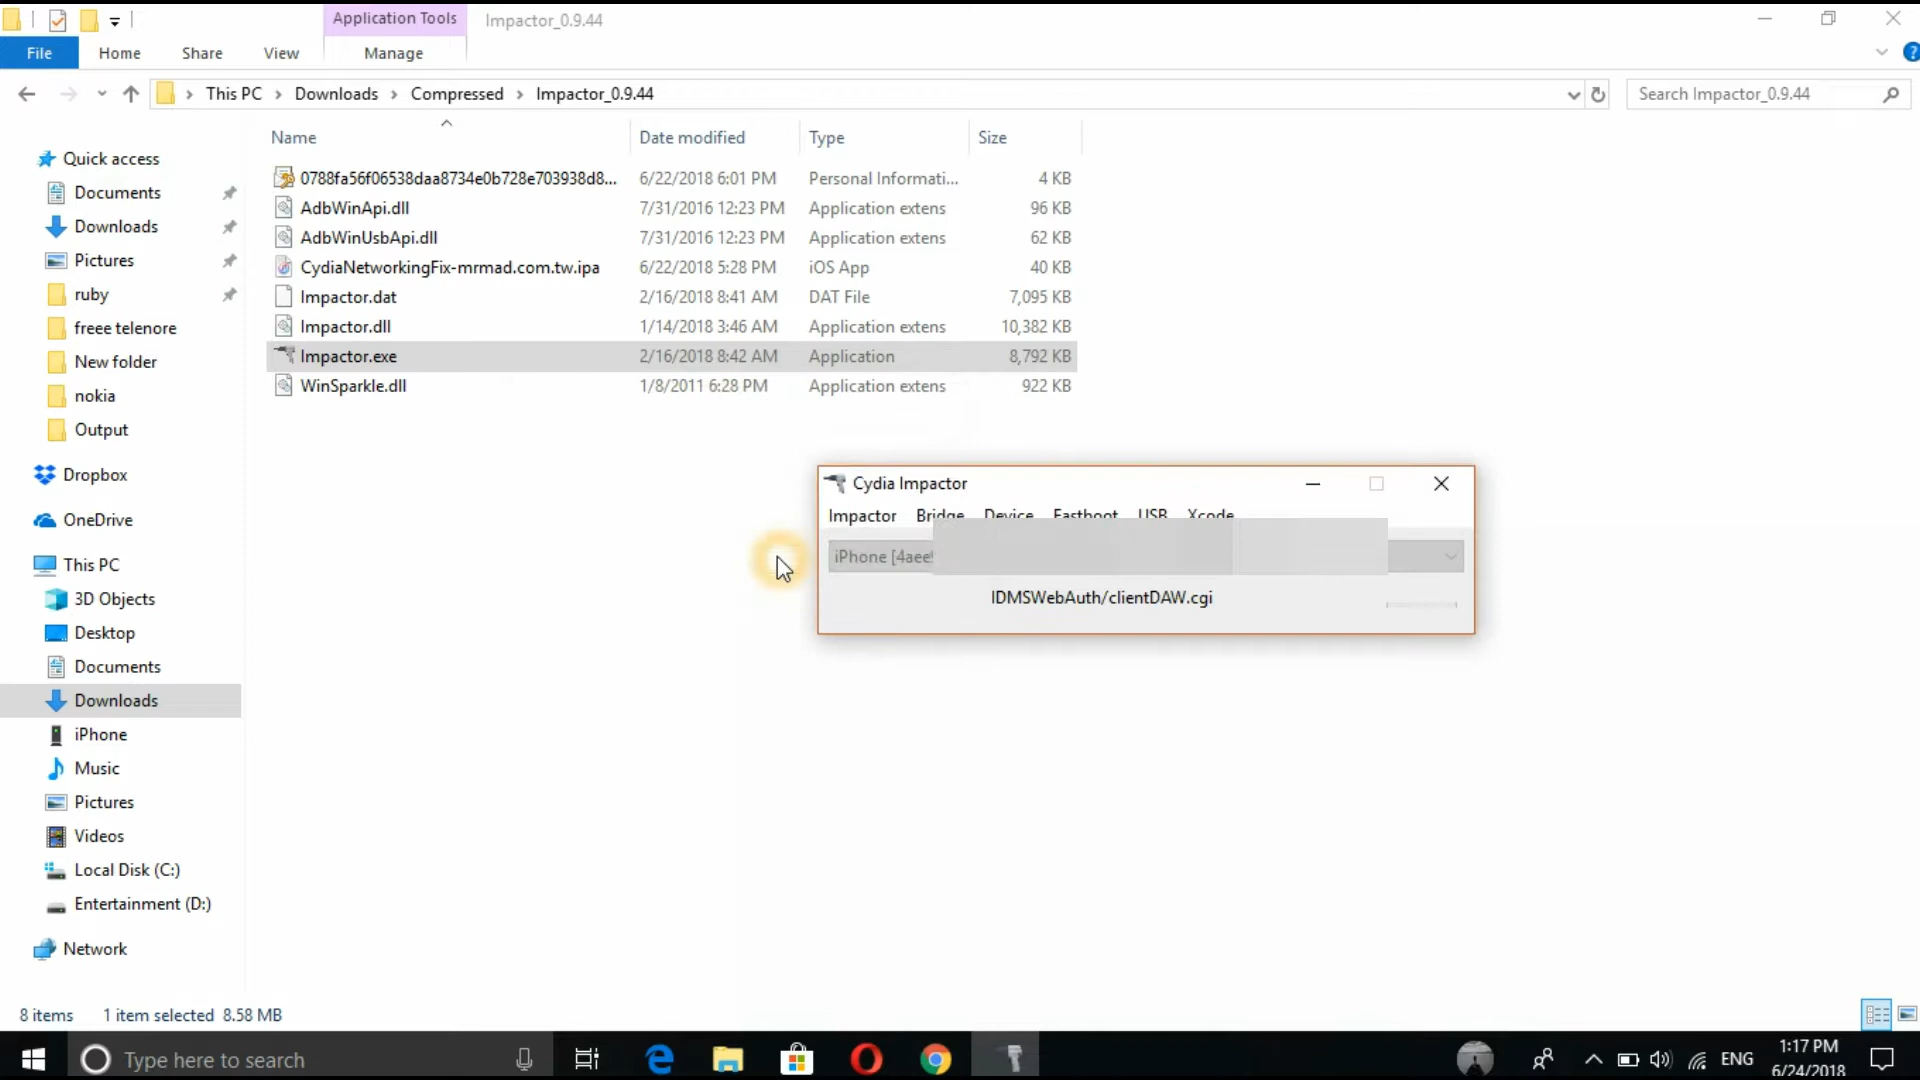 Application Tools
Impactor_0.9.44
File
Home
Share
View
Manage
This PC
Downloads
Compressed
Impactor_0.9.44
Search Impactor_0.9.44
Name
Date modified
Type
Size
0788fa56f06538daa8734e0b728e703938d8... 6/22/2018 6:01 PM Personal Informati... 4 KB
AdbWinApi.dll 7/31/2016 12:23 PM Application extens 96 KB
AdbWinUsbApi.dll 7/31/2016 12:23 PM Application extens 62 KB
CydiaNetworkingFix-mrmad.com.tw.ipa 6/22/2018 5:28 PM iOS App 40 KB
Impactor.dat 2/16/2018 8:41 AM DAT File 7,095 KB
Impactor.dll 1/14/2018 3:46 AM Application extens 10,382 KB
Impactor.exe 2/16/2018 8:42 AM Application 8,792 KB
WinSparkle.dll 1/8/2011 6:28 PM Application extens 922 KB
Quick access
Documents
Downloads
Pictures
ruby
freee telenore
New folder
nokia
Output
Dropbox
OneDrive
This PC
3D Objects
Desktop
Documents
Downloads
iPhone
Music
Pictures
Videos
Local Disk (C:)
Entertainment (D:)
Network
Cydia Impactor
Impactor Bridge Device Fastboot USB Xcode
iPhone [4aee
IDMSWebAuth/clientDAW.cgi
8 items
1 item selected 8.58 MB
Type here to search
ENG
1:17 PM
6/24/2018